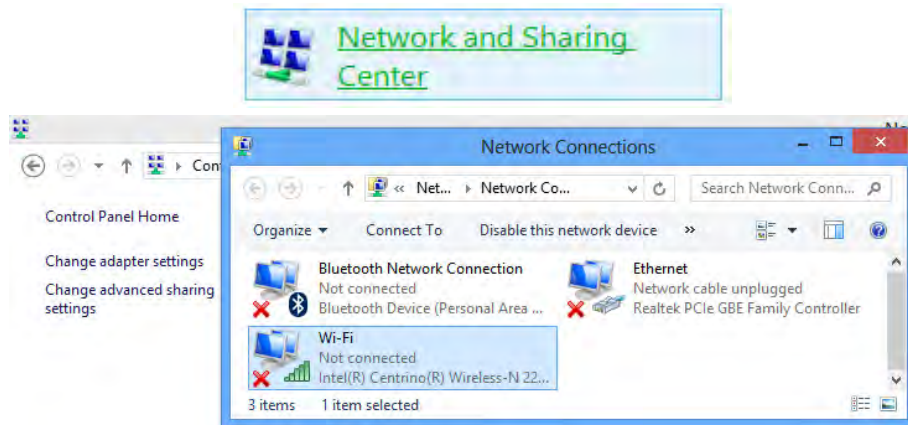 Network and Sharing
Center
Network Connections
Con
Net... Network Co...
Search Network Conn...
Control Panel Home
Organize
Connect To
Disable this network device
»
Change adapter settings
Change advanced sharing
settings
Bluetooth Network Connection
Not connected
Bluetooth Device (Personal Area ...
Ethernet
Network cable unplugged
Realtek PCIe GBE Family Controller
Wi-Fi
Not connected
Intel(R) Centrino(R) Wireless-N 22...
3 items 1 item selected